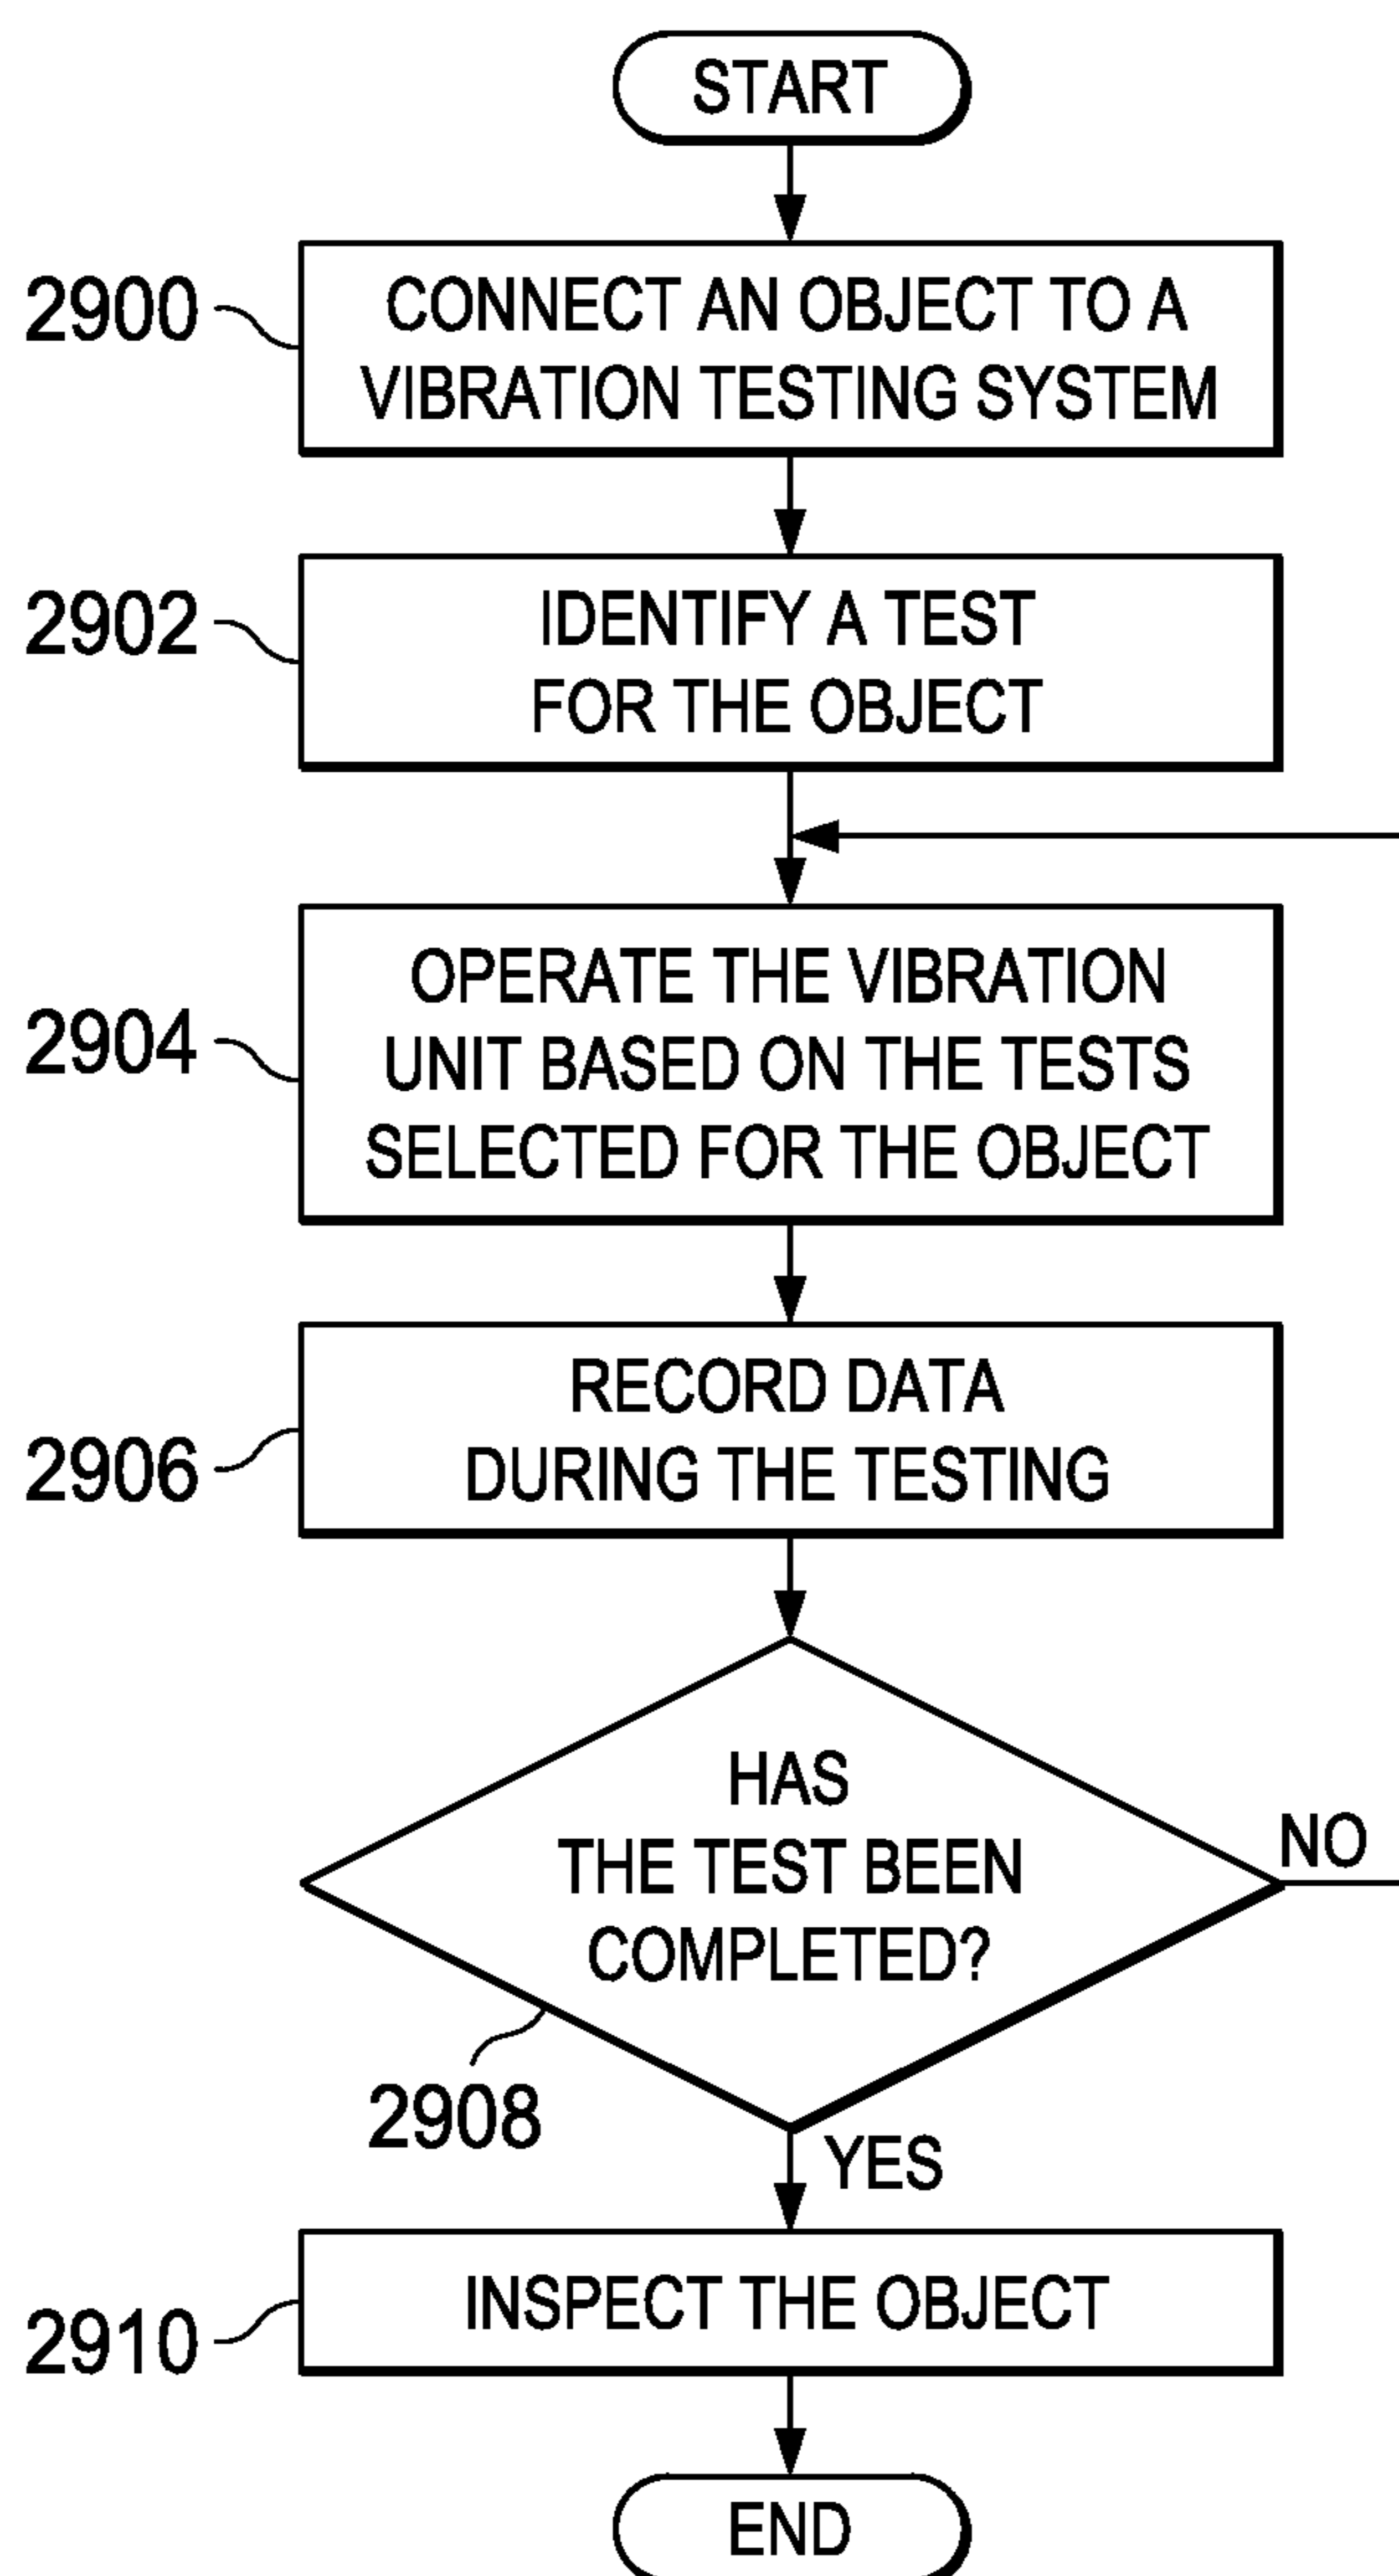 START
2900
CONNECT AN OBJECT TO A
VIBRATION TESTING SYSTEM
2902
IDENTIFY A TEST
FOR THE OBJECT
2904
OPERATE THE VIBRATION
UNIT BASED ON THE TESTS
SELECTED FOR THE OBJECT
2906
RECORD DATA
DURING THE TESTING
HAS
THE TEST BEEN
COMPLETED?
NO
2908
YES
2910
INSPECT THE OBJECT
END